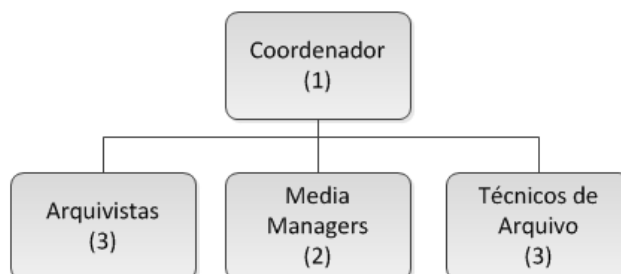 Coordenador
(1)
Arquivistas
(3)
Media
Managers
(2)
Técnicos de
Arquivo
(3)